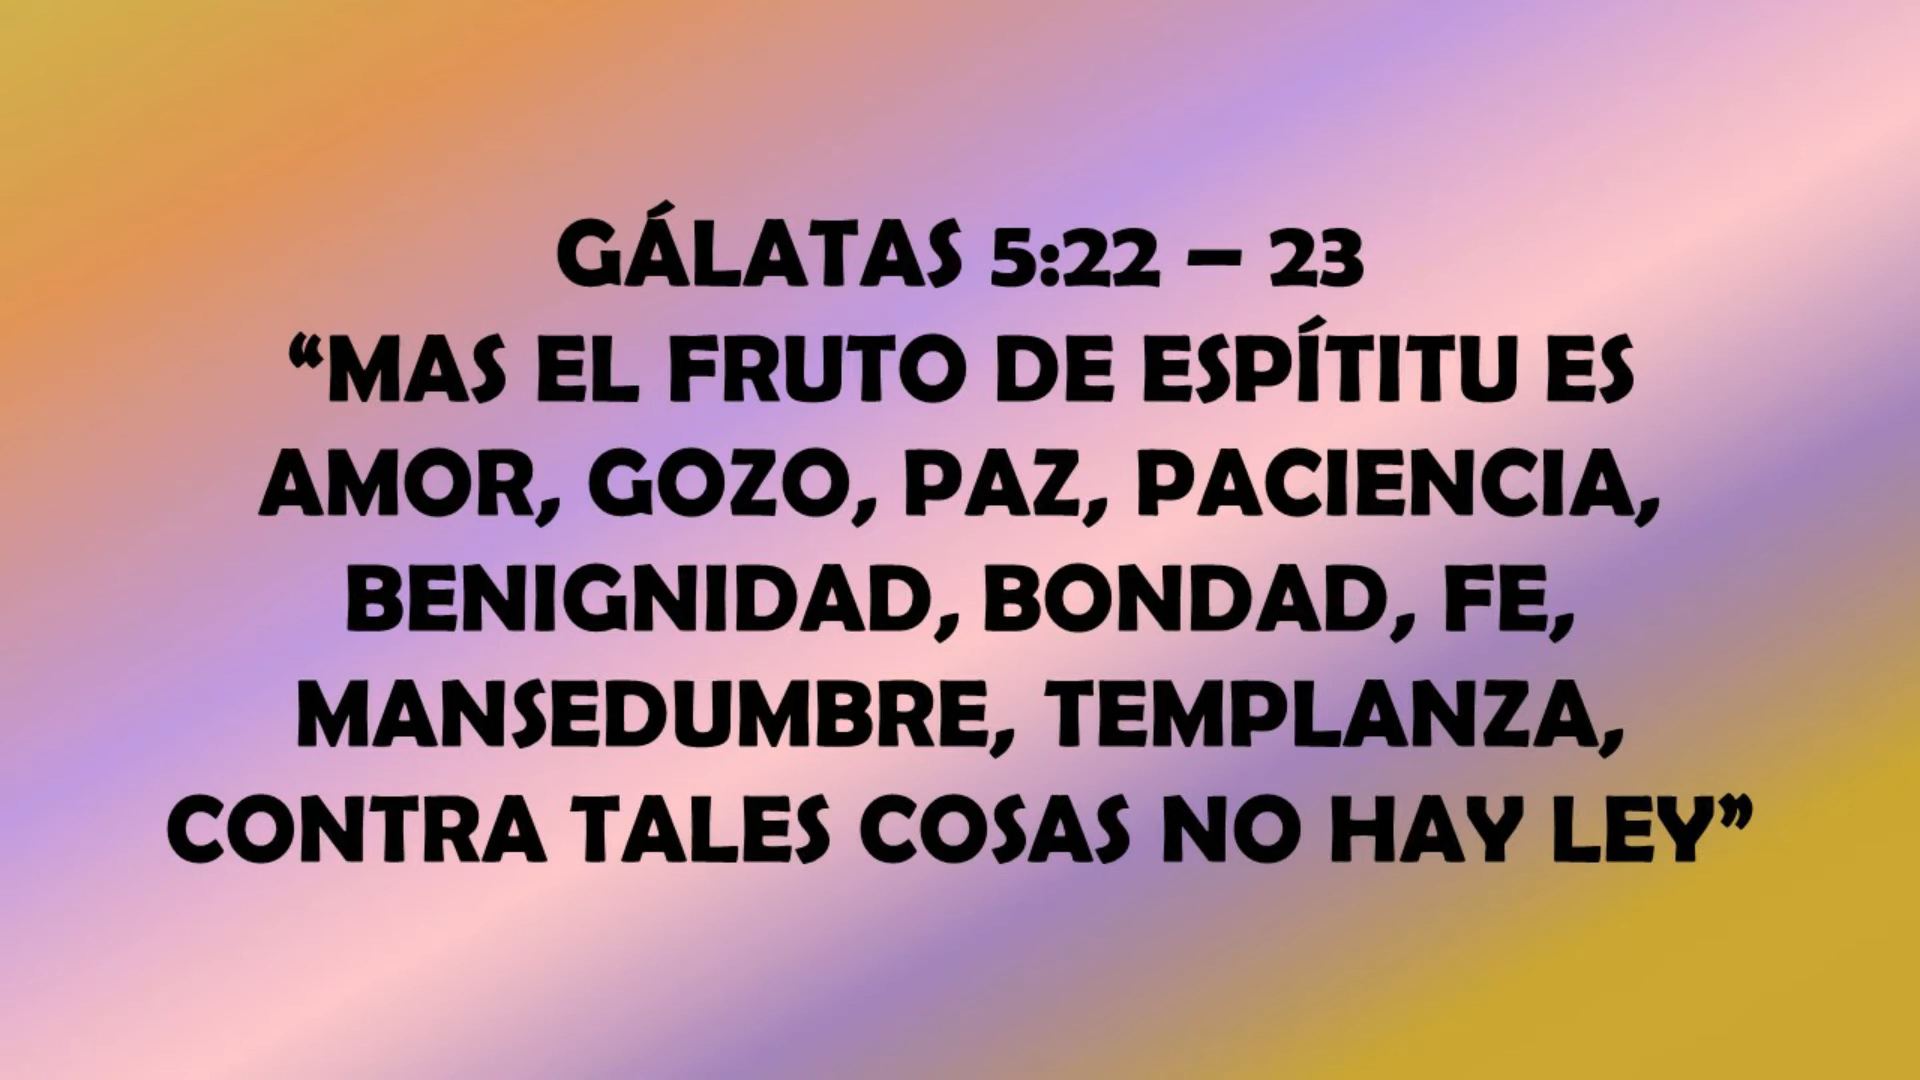 GÁLATAS 5:22 – 23
“MAS EL FRUTO DE ESPÍTITU ES
AMOR, GOZO, PAZ, PACIENCIA,
BENIGNIDAD, BONDAD, FE,
MANSEDUMBRE, TEMPLANZA,
CONTRA TALES COSAS NO HAY LEY”